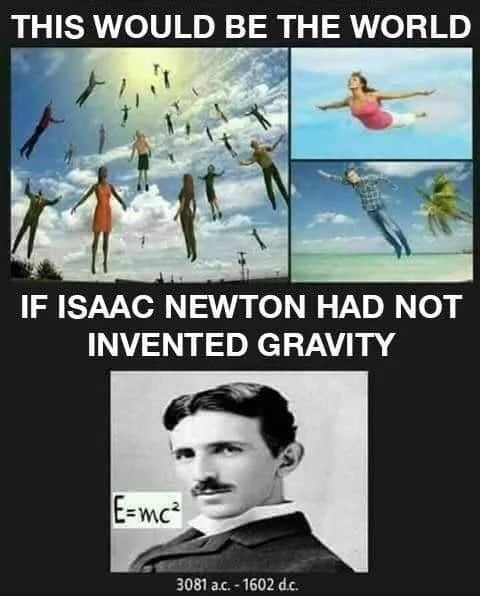 THIS WOULD BE THE WORLD
IF ISAAC NEWTON HAD NOT
INVENTED GRAVITY
E=mc²
3081 a.c. - 1602 d.c.